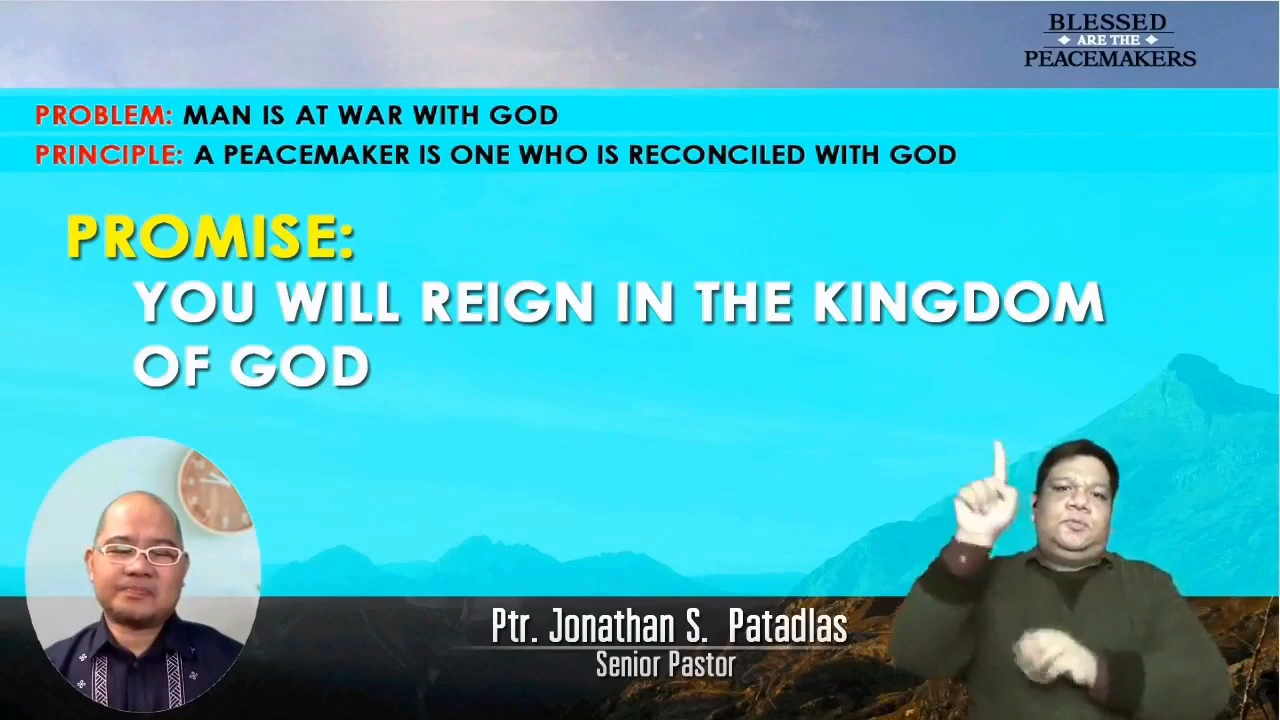 BLESSED
ARE THE
PEACEMAKERS
PROBLEM: MAN IS AT WAR WITH GOD
PRINCIPLE: A PEACEMAKER IS ONE WHO IS RECONCILED WITH GOD
PROMISE:
YOU WILL REIGN IN THE KINGDOM
OF GOD
Ptr. Jonathan S. Patadlas
Senior Pastor